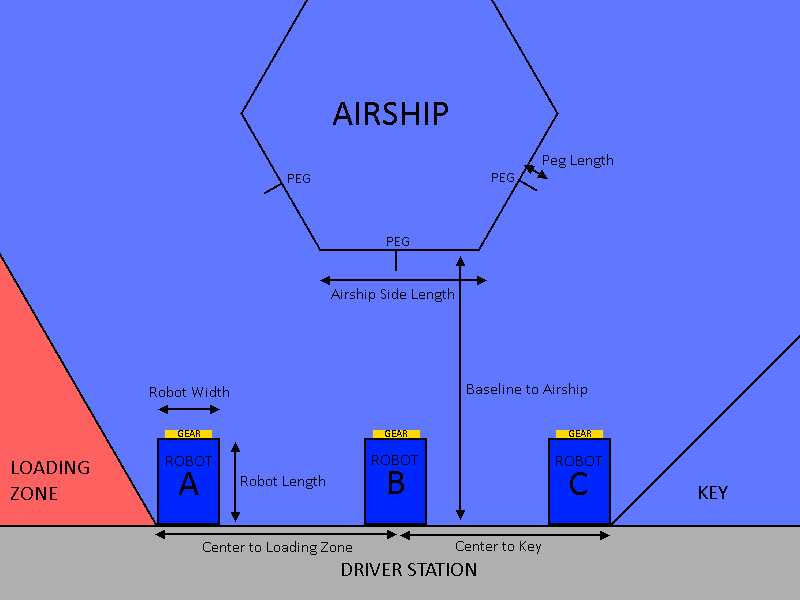 AIRSHIP
Peg Length
PEG
PEG
PEG
Airship Side Length
Baseline to Airship
Robot Width
GEAR
GEAR
GEAR
ROBOT
A
ROBOT
B
ROBOT
C
LOADING
ZONE
Robot Length
KEY
Center to Loading Zone
Center to Key
DRIVER STATION